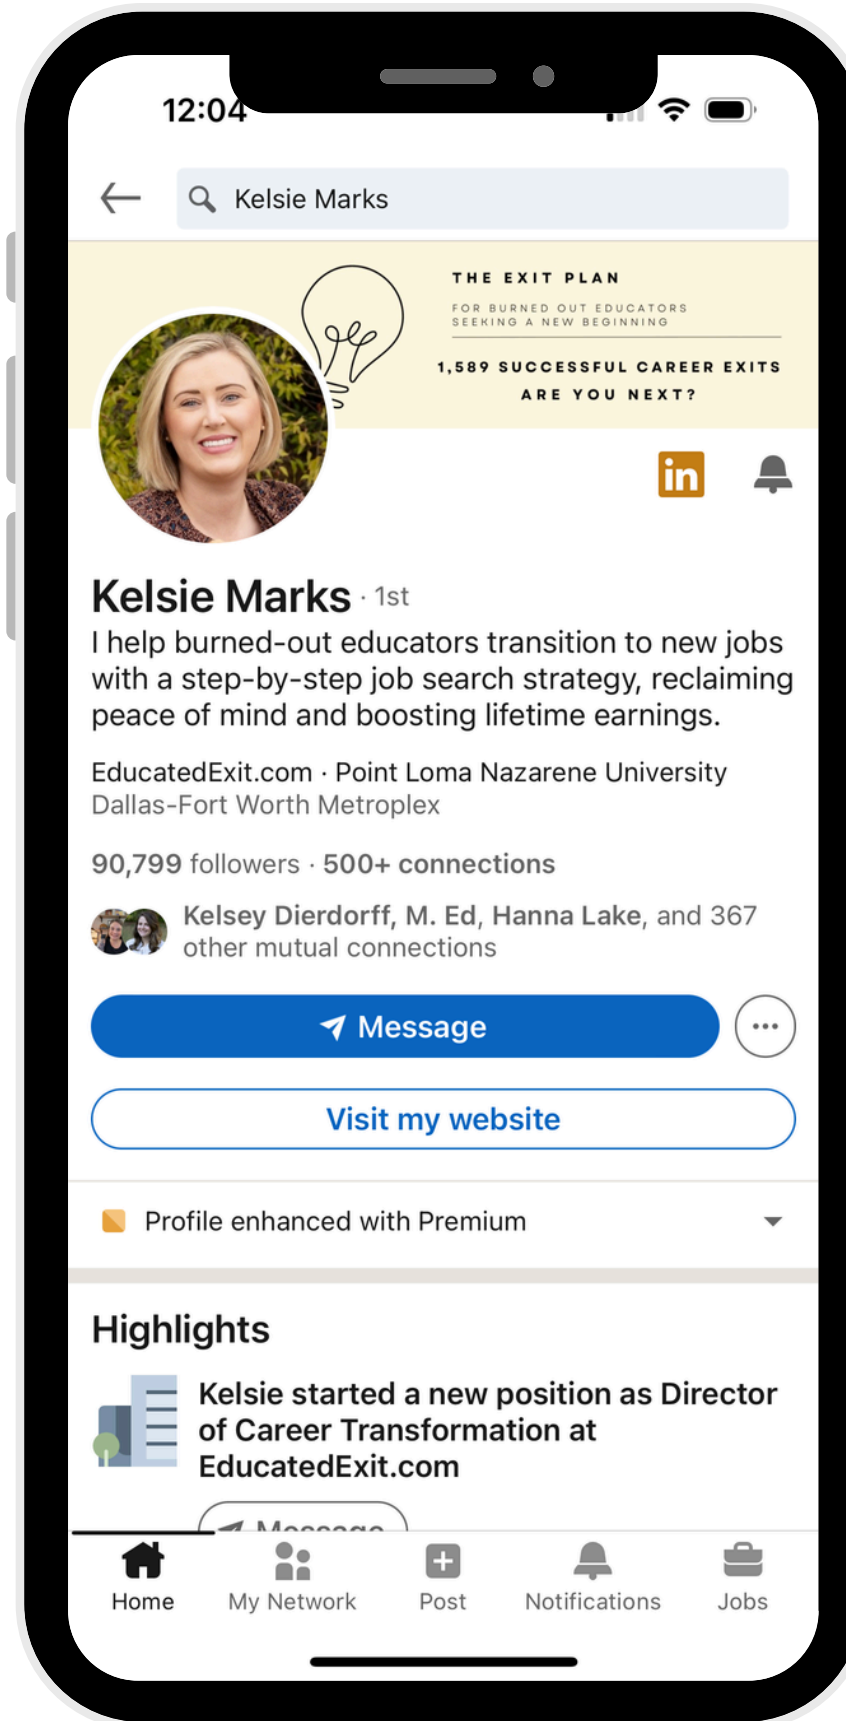 12:04
Kelsie Marks
THE EXIT PLAN
FOR BURNED OUT EDUCATORS
SEEKING A NEW BEGINNING
1,589 SUCCESSFUL CAREER EXITS
ARE YOU NEXT?
in
Kelsie Marks · 1st
I help burned-out educators transition to new jobs
with a step-by-step job search strategy, reclaiming
peace of mind and boosting lifetime earnings.
EducatedExit.com · Point Loma Nazarene University
Dallas-Fort Worth Metroplex
90,799 followers · 500+ connections
Kelsey Dierdorff, M. Ed, Hanna Lake, and 367
other mutual connections
Message
Visit my website
Profile enhanced with Premium
Highlights
Kelsie started a new position as Director
of Career Transformation at
EducatedExit.com
Message
Home My Network Post Notifications Jobs